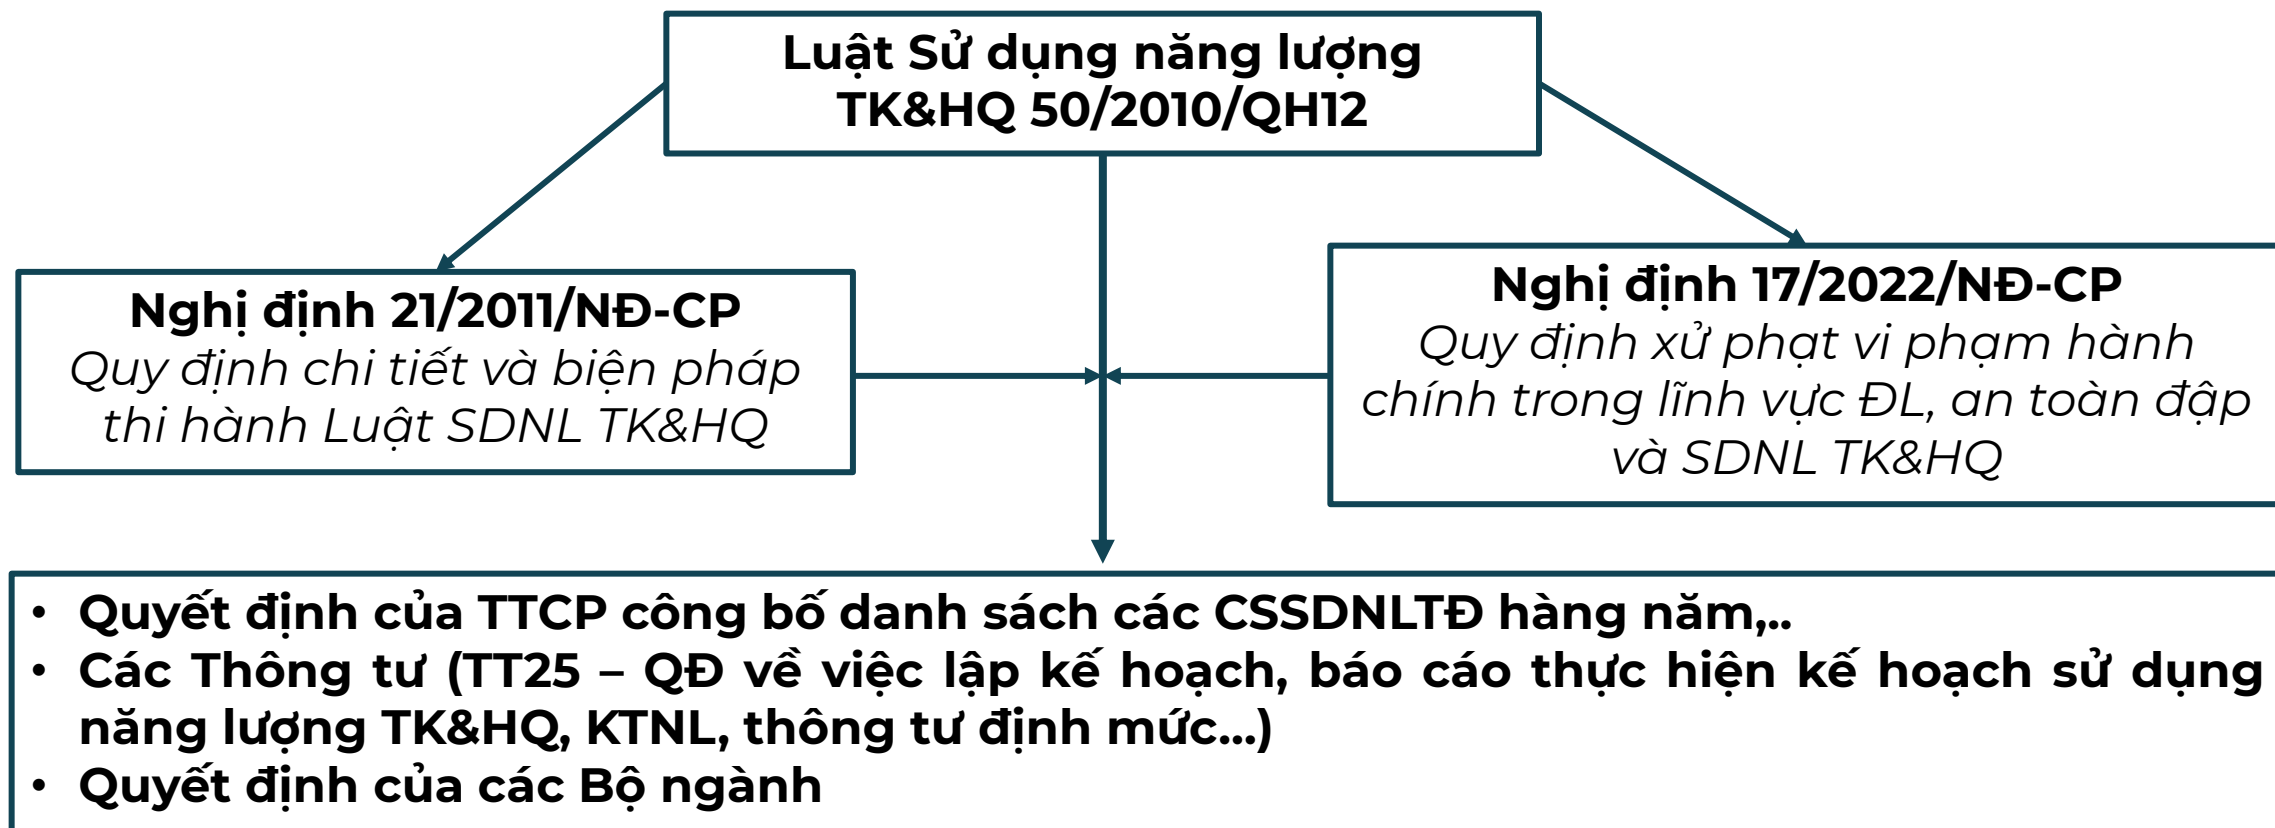 Luật Sử dụng năng lượng
TK&HQ 50/2010/QH12
Nghị định 21/2011/NĐ-CP
Quy định chi tiết và biện pháp
thi hành Luật SDNL TK&HQ
Nghị định 17/2022/NĐ-CP
Quy định xử phạt vi phạm hành
chính trong lĩnh vực ĐL, an toàn đập
và SDNL TK&HQ
• Quyết định của TTCP công bố danh sách các CSSDNLTĐ hàng năm,..
• Các Thông tư (TT25 – QĐ về việc lập kế hoạch, báo cáo thực hiện kế hoạch sử dụng
năng lượng TK&HQ, KTNL, thông tư định mức...)
• Quyết định của các Bộ ngành